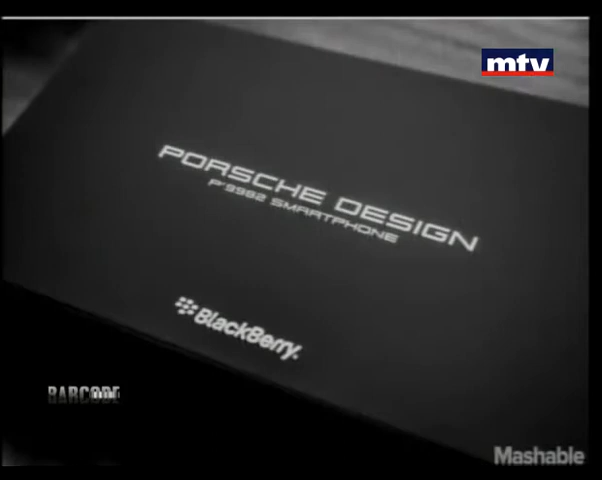 mtv
PORSCHE DESIGN
P'9982 SMARTPHONE
BlackBerry
BARCODE
Mashable